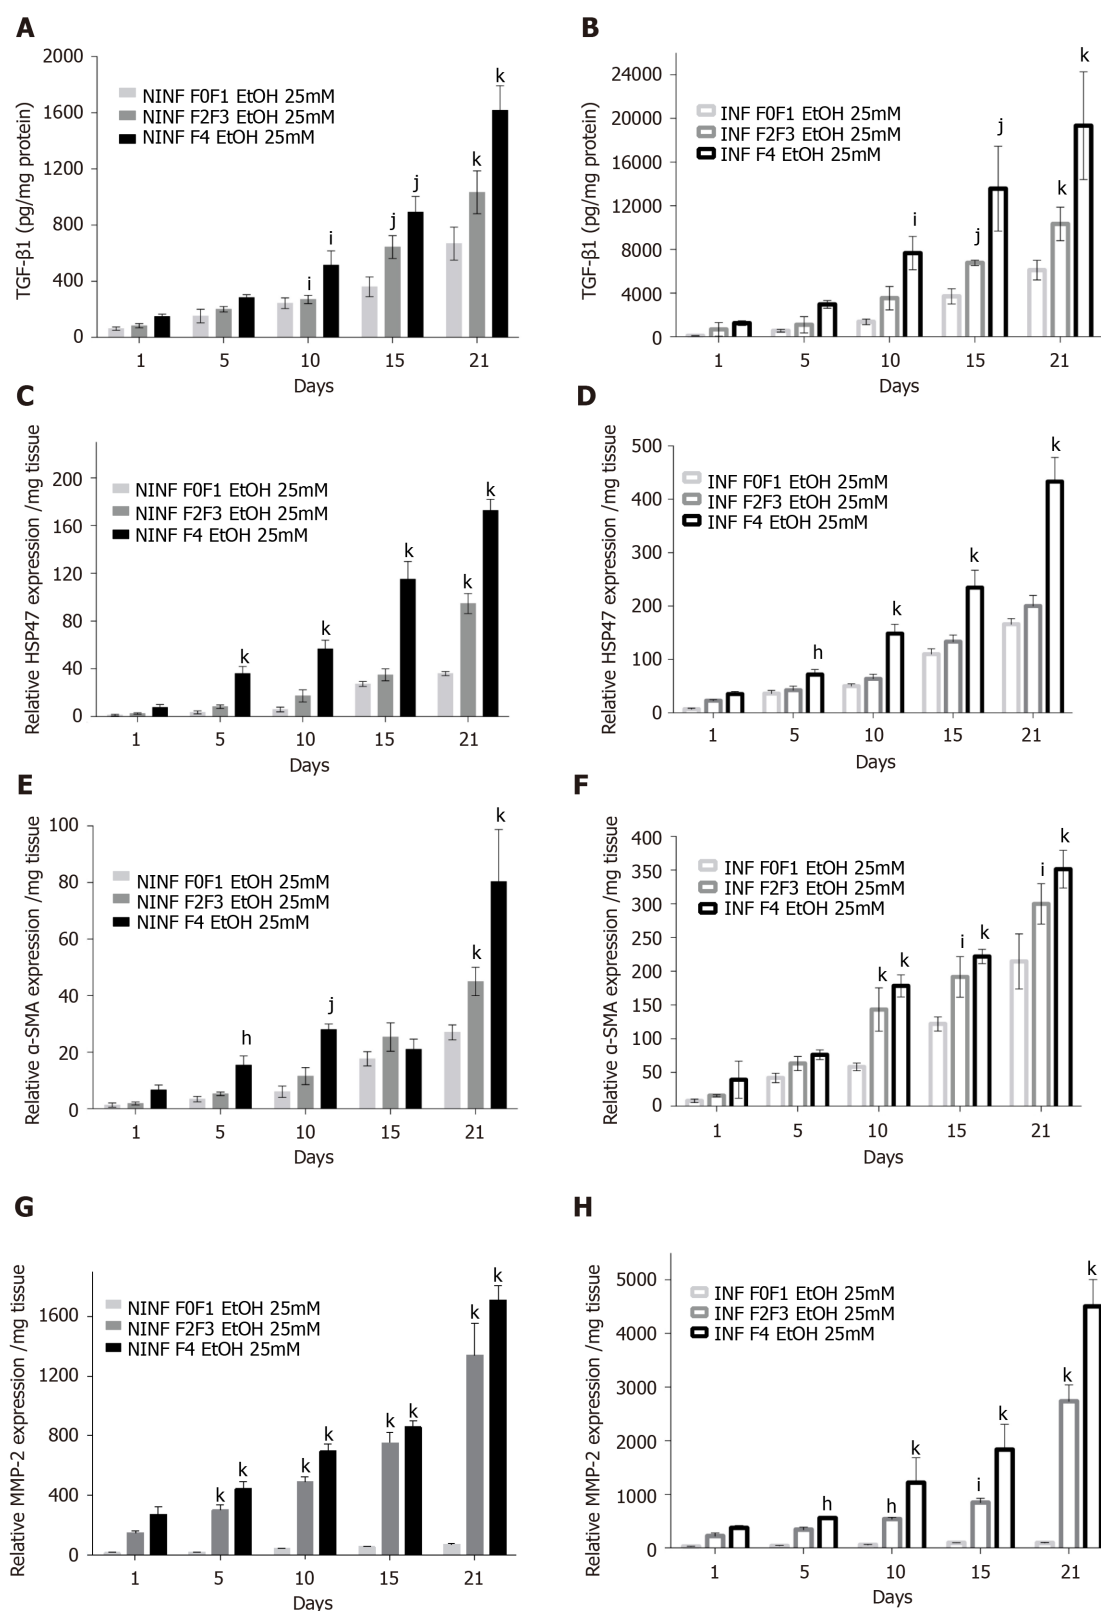 A
TGF-β1 (pg/mg protein)
2000
1600
1200
800
400
0
NINF F0F1 EtOH 25mM
NINF F2F3 EtOH 25mM
NINF F4 EtOH 25mM
i
i
j
j
k
k
1 5 10 15 21
Days
B
TGF-β1 (pg/mg protein)
24000
20000
16000
12000
8000
4000
0
INF F0F1 EtOH 25mM
INF F2F3 EtOH 25mM
INF F4 EtOH 25mM
i
j
j
k
k
1 5 10 15 21
Days
C
Relative HSP47 expression /mg tissue
200
160
120
80
40
0
NINF F0F1 EtOH 25mM
NINF F2F3 EtOH 25mM
NINF F4 EtOH 25mM
k
k
k
k
k
1 5 10 15 21
Days
D
Relative HSP47 expression /mg tissue
500
400
300
200
100
0
INF F0F1 EtOH 25mM
INF F2F3 EtOH 25mM
INF F4 EtOH 25mM
h
k
k
k
1 5 10 15 21
Days
E
Relative α-SMA expression /mg tissue
100
80
60
40
20
0
NINF F0F1 EtOH 25mM
NINF F2F3 EtOH 25mM
NINF F4 EtOH 25mM
h
j
k
k
1 5 10 15 21
Days
F
Relative α-SMA expression /mg tissue
400
350
300
250
200
150
100
50
0
INF F0F1 EtOH 25mM
INF F2F3 EtOH 25mM
INF F4 EtOH 25mM
k
k
i
k
i
k
1 5 10 15 21
Days
G
Relative MMP-2 expression /mg tissue
1600
1200
800
400
0
NINF F0F1 EtOH 25mM
NINF F2F3 EtOH 25mM
NINF F4 EtOH 25mM
k
k
k
k
k
k
k
k
1 5 10 15 21
Days
H
Relative MMP-2 expression /mg tissue
5000
4000
3000
2000
1000
0
INF F0F1 EtOH 25mM
INF F2F3 EtOH 25mM
INF F4 EtOH 25mM
h
h
k
i
k
k
k
1 5 10 15 21
Days